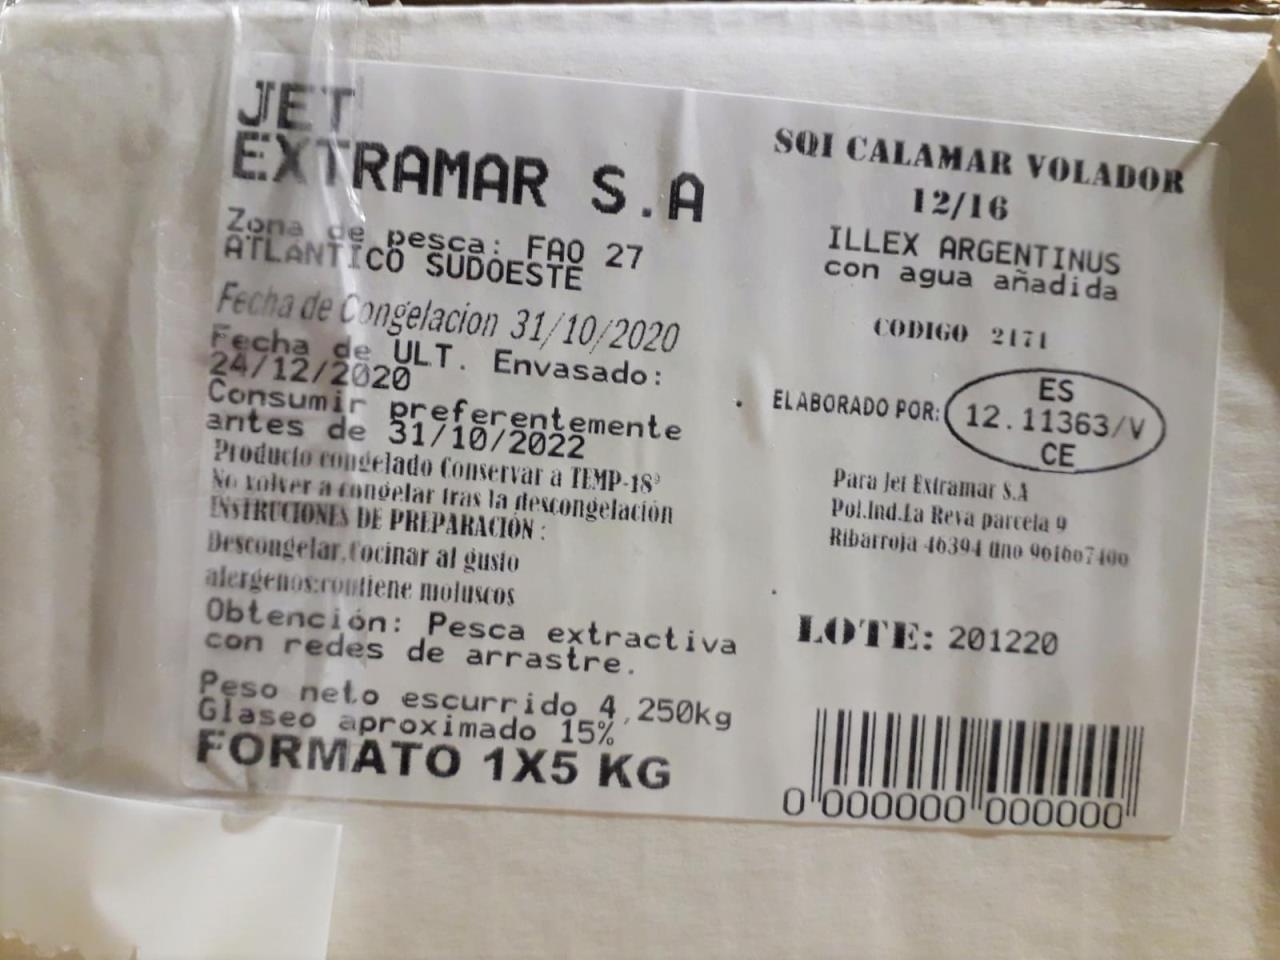 JET
EXTRAMAR S.A
Zona de pesca: FAO 27
ATLANTICO SUDOESTE
Fecha de Congelacion 31/10/2020
Fecha de ULT. Envasado:
24/12/2020
Consumir preferentemente
antes de 31/10/2022
Producto congelado Conservar a TEMP-18º
No volver a congelar tras la descongelación
INSTRUCIONES DE PREPARACIÓN :
Descongelar.Cocinar al gusto
alergenos:contiene moluscos
Obtención: Pesca extractiva
con redes de arrastre.
Peso neto escurrido 4,250kg
Glaseo aproximado 15%
FORMATO 1X5 KG
SQI CALAMAR VOLADOR
12/16
ILLEX ARGENTINUS
con agua añadida
CODIGO 2171
ELABORADO POR:
ES
12.11363/V
CE
Para Jet Extramar S.A
Pol.Ind.La Reva parcela 9
Ribarroja 46394 961667400
LOTE: 201220
0 000000 000000